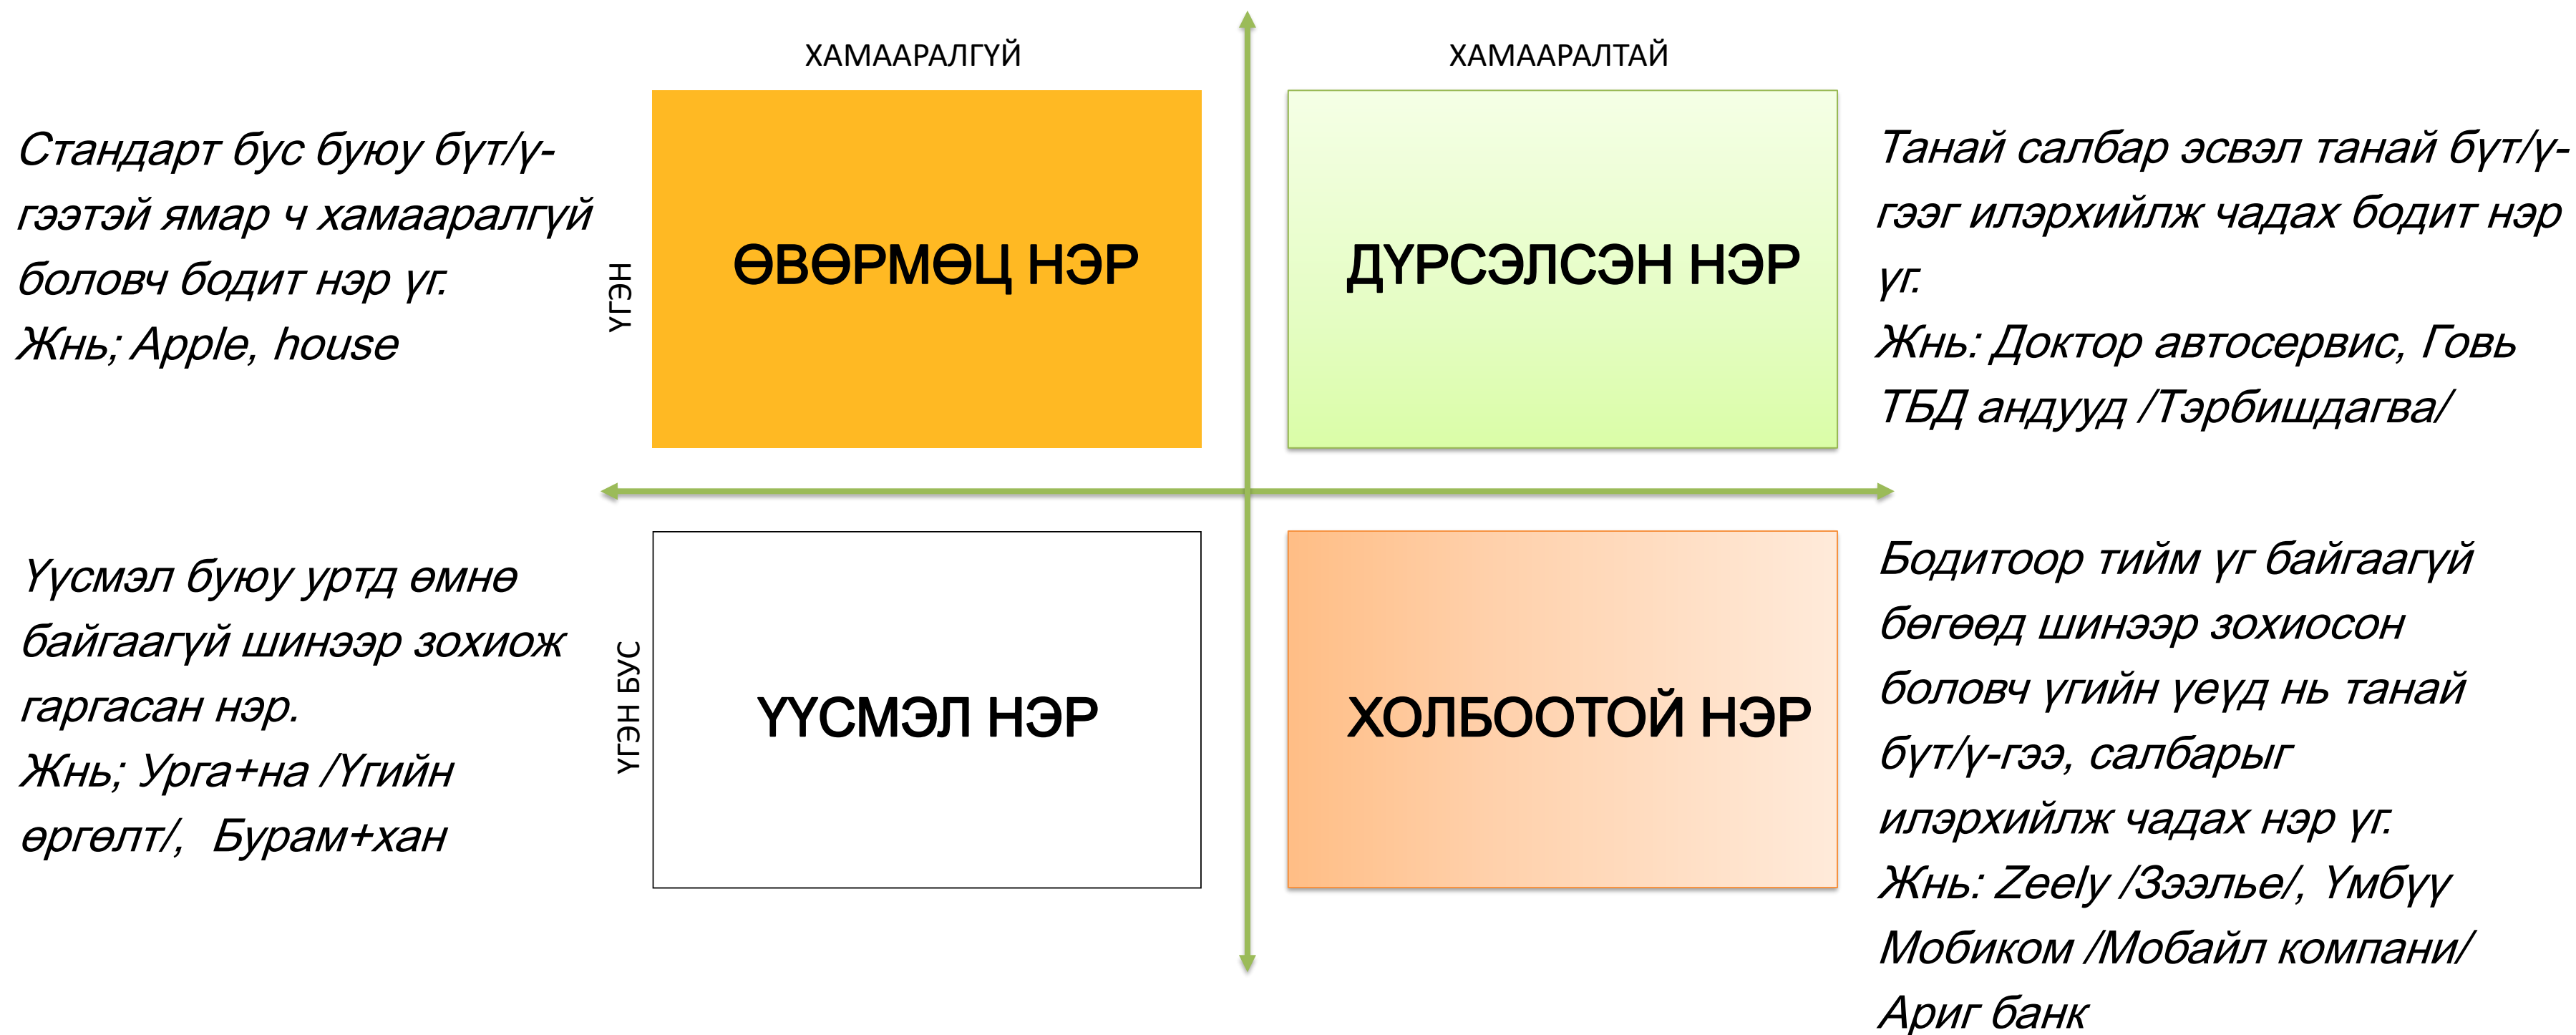 ХАМААРАЛГҮЙ
ХАМААРАЛТАЙ
Стандарт бус буюу бүт/ү-
гээтэй ямар ч хамааралгүй
боловч бодит нэр үг.
Жнь; Apple, house
ҮГЭН
ӨВӨРМӨЦ НЭР
ДҮРСЭЛСЭН НЭР
Танай салбар эсвэл танай бүт/ү-
гээг илэрхийлж чадах бодит нэр
үг.
Жнь: Доктор автосервис, Говь
ТБД андууд /Тэрбишдагва/
Үүсмэл буюу уртд өмнө
байгаагүй шинээр зохиож
гаргасан нэр.
Жнь; Урга+на /Үгийн
өргөлт/, Бурам+хан
ҮГЭН БУС
ҮҮСМЭЛ НЭР
ХОЛБООТОЙ НЭР
Бодитоор тийм үг байгаагүй
бөгөөд шинээр зохиосон
боловч үгийн үеүд нь танай
бүт/ү-гээ, салбарыг
илэрхийлж чадах нэр үг.
Жнь: Zeely /Зээлье/, Үмбүү
Мобиком /Мобайл компани/
Ариг банк